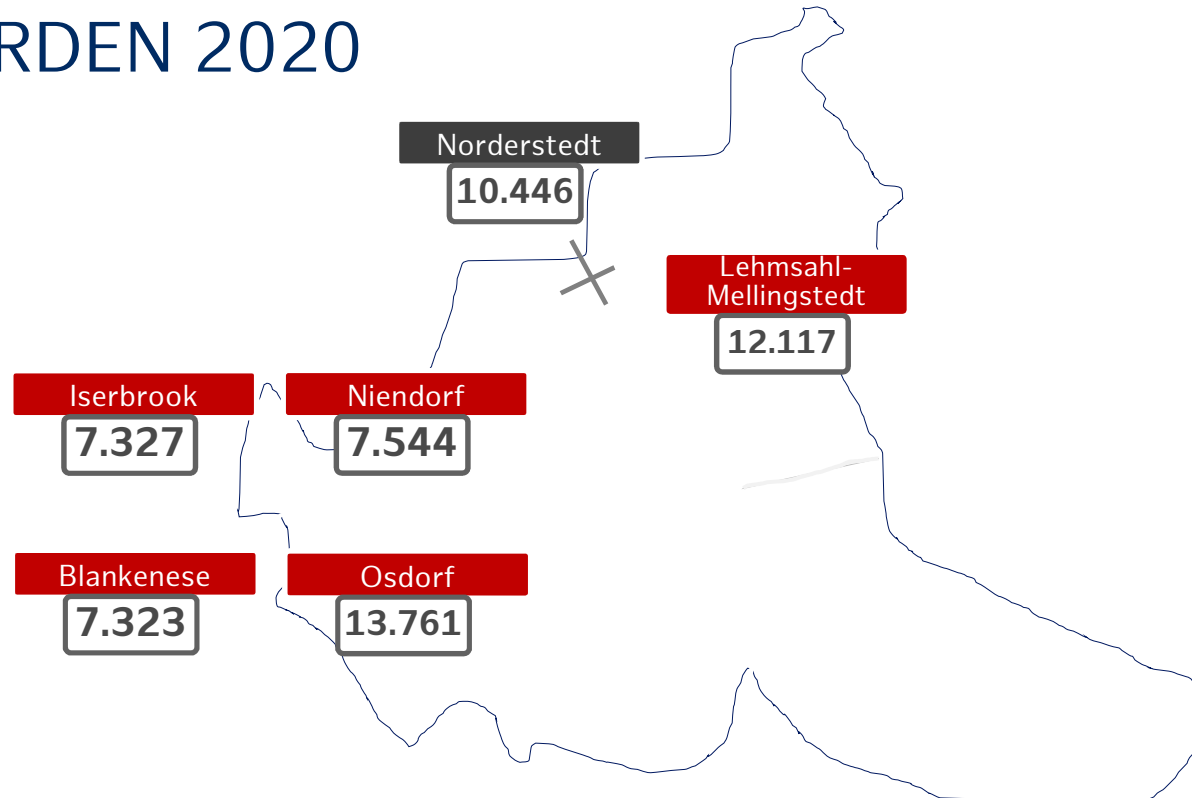 RDEN 2020
Norderstedt
10.446
Lehmsahl-
Mellingstedt
12.117
Iserbrook
7.327
Niendorf
7.544
Blankenese
7.323
Osdorf
13.761